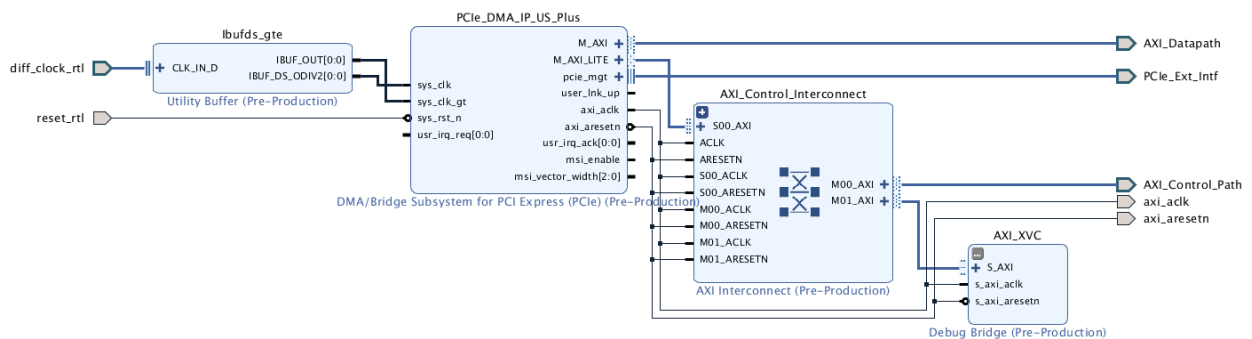 PCIe_DMA_IP_US_Plus
Ibufds_gte
diff_clock_rtl
CLK_IN_D
IBUF_OUT[0:0]
IBUF_DS_ODIV2[0:0]
Utility Buffer (Pre-Production)
reset_rtl
sys_clk
sys_clk_gt
sys_rst_n
usr_irq_req[0:0]
M_AXI
M_AXI_LITE
pcie_mgt
user_lnk_up
axi_aclk
axi_aresetn
usr_irq_ack[0:0]
msi_enable
msi_vector_width[2:0]
DMA/Bridge Subsystem for PCI Express (PCIe) (Pre-Production)
AXI_Control_Interconnect
S00_AXI
ACLK
ARESETN
S00_ACLK
S00_ARESETN
M00_ACLK
M00_ARESETN
M01_ACLK
M01_ARESETN
M00_AXI
M01_AXI
AXI Interconnect (Pre-Production)
AXI_Datapath
PCIe_Ext_Intf
AXI_Control_Path
axi_aclk
axi_aresetn
AXI_XVC
S_AXI
s_axi_aclk
s_axi_aresetn
Debug Bridge (Pre-Production)